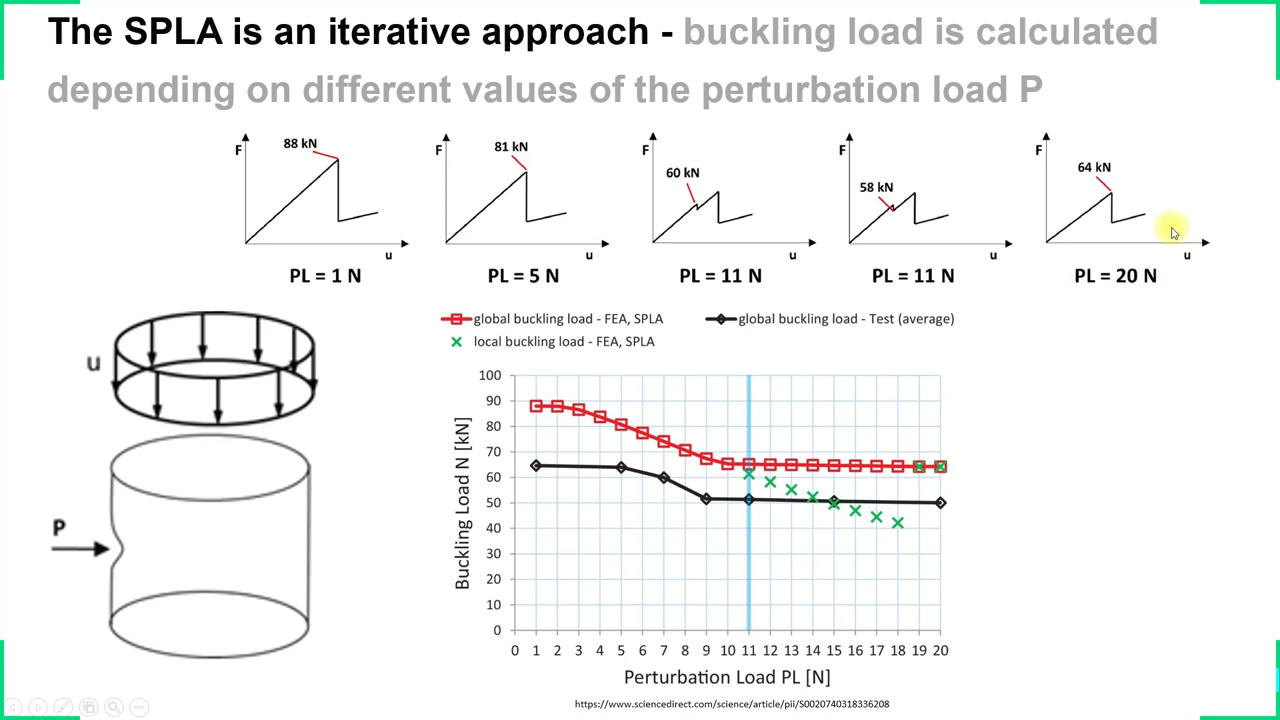 The SPLA is an iterative approach - buckling load is calculated
depending on different values of the perturbation load P
F 88 kN u
PL = 1 N
F 81 kN u
PL = 5 N
F 60 kN u
PL = 11 N
F 58 kN u
PL = 11 N
F 64 kN u
PL = 20 N
u
P
global buckling load - FEA, SPLA
global buckling load - Test (average)
local buckling load - FEA, SPLA
Buckling Load N [kN]
100
90
80
70
60
50
40
30
20
10
0
0 1 2 3 4 5 6 7 8 9 10 11 12 13 14 15 16 17 18 19 20
Perturbation Load PL [N]
https://www.sciencedirect.com/science/article/pii/S0020740318336208